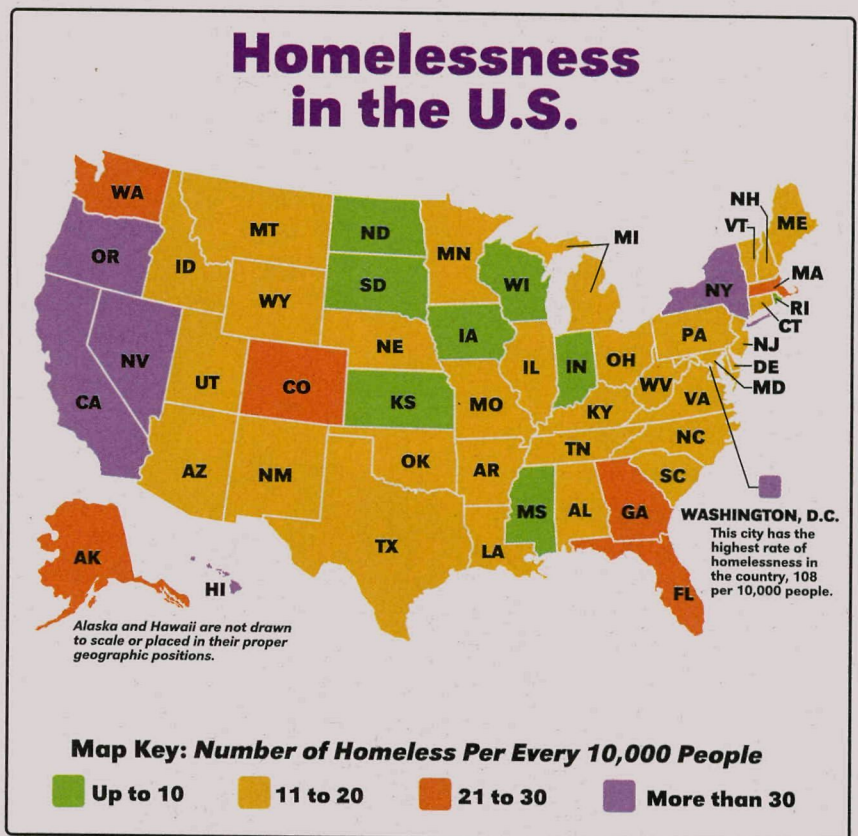 Homelessness
in the U.S.
WA
MT
ND
MN
MI
VT
NH
ME
OR
ID
SD
WI
NY
MA
RI
CT
WY
IA
PA
NJ
NE
IL
IN
OH
DE
MD
NV
UT
CO
KS
MO
WV
VA
CA
KY
NC
TN
AZ
NM
OK
AR
SC
MS
AL
GA
WASHINGTON, D.C.
This city has the
highest rate of
homelessness in
the country, 108
per 10,000 people.
TX
LA
AK
HI
FL
Alaska and Hawaii are not drawn
to scale or placed in their proper
geographic positions.
Map Key: Number of Homeless Per Every 10,000 People
Up to 10
11 to 20
21 to 30
More than 30